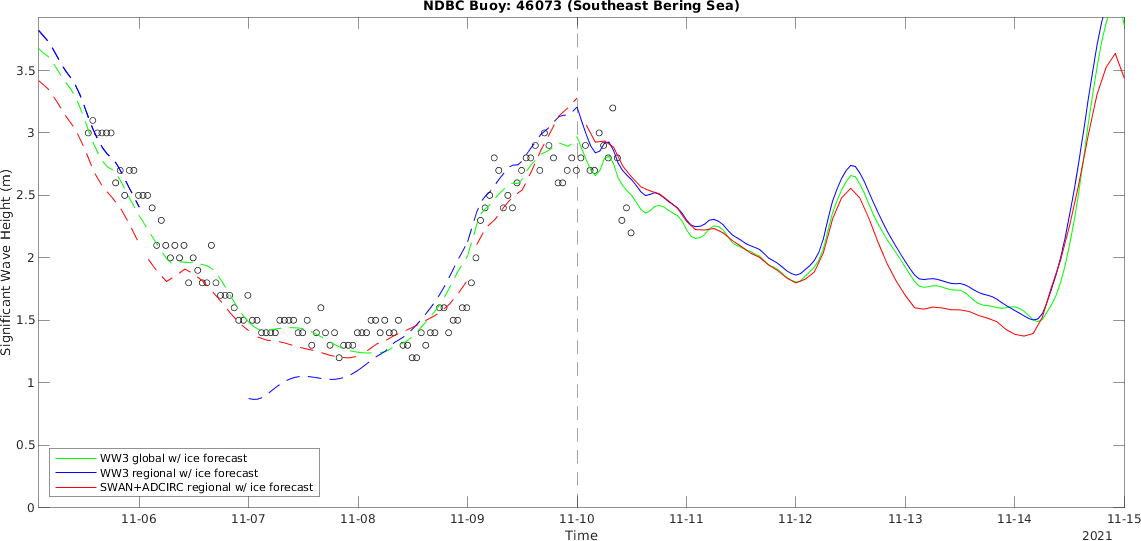 NDBC Buoy: 46073 (Southeast Bering Sea)
Significant Wave Height (m)
3.5
3
2.5
2
1.5
1
0.5
0
WW3 global w/ ice forecast
WW3 regional w/ ice forecast
SWAN+ADCIRC regional w/ ice forecast
11-06 11-07 11-08 11-09 11-10 11-11 11-12 11-13 11-14 11-15
Time
2021